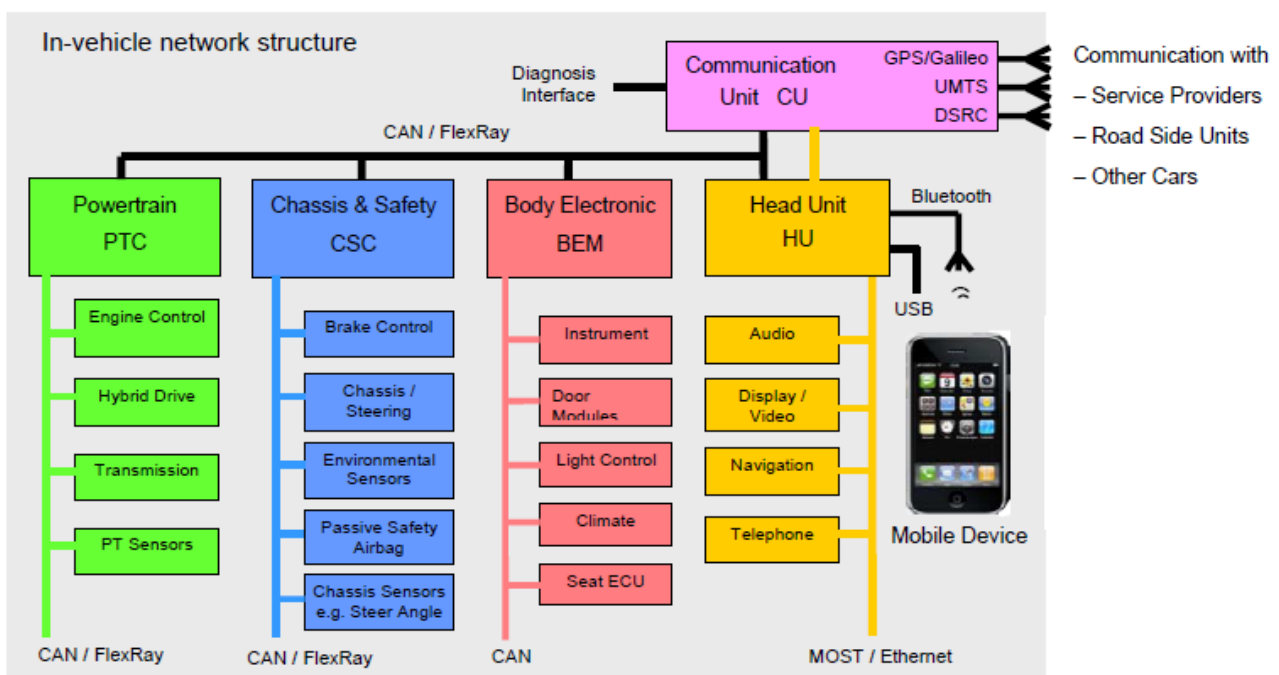 In-vehicle network structure
Communication
Unit CU
GPS/Galileo
UMTS
DSRC
Diagnosis
Interface
Communication with
– Service Providers
– Road Side Units
– Other Cars
CAN / FlexRay
Powertrain
PTC
Chassis & Safety
CSC
Body Electronic
BEM
Head Unit
HU
Bluetooth
USB
Engine Control
Hybrid Drive
Transmission
PT Sensors
CAN / FlexRay
Brake Control
Chassis /
Steering
Environmental
Sensors
Passive Safety
Airbag
Chassis Sensors
e.g. Steer Angle
CAN / FlexRay
Instrument
Door
Modules
Light Control
Climate
Seat ECU
CAN
Audio
Display /
Video
Navigation
Telephone
MOST / Ethernet
Mobile Device